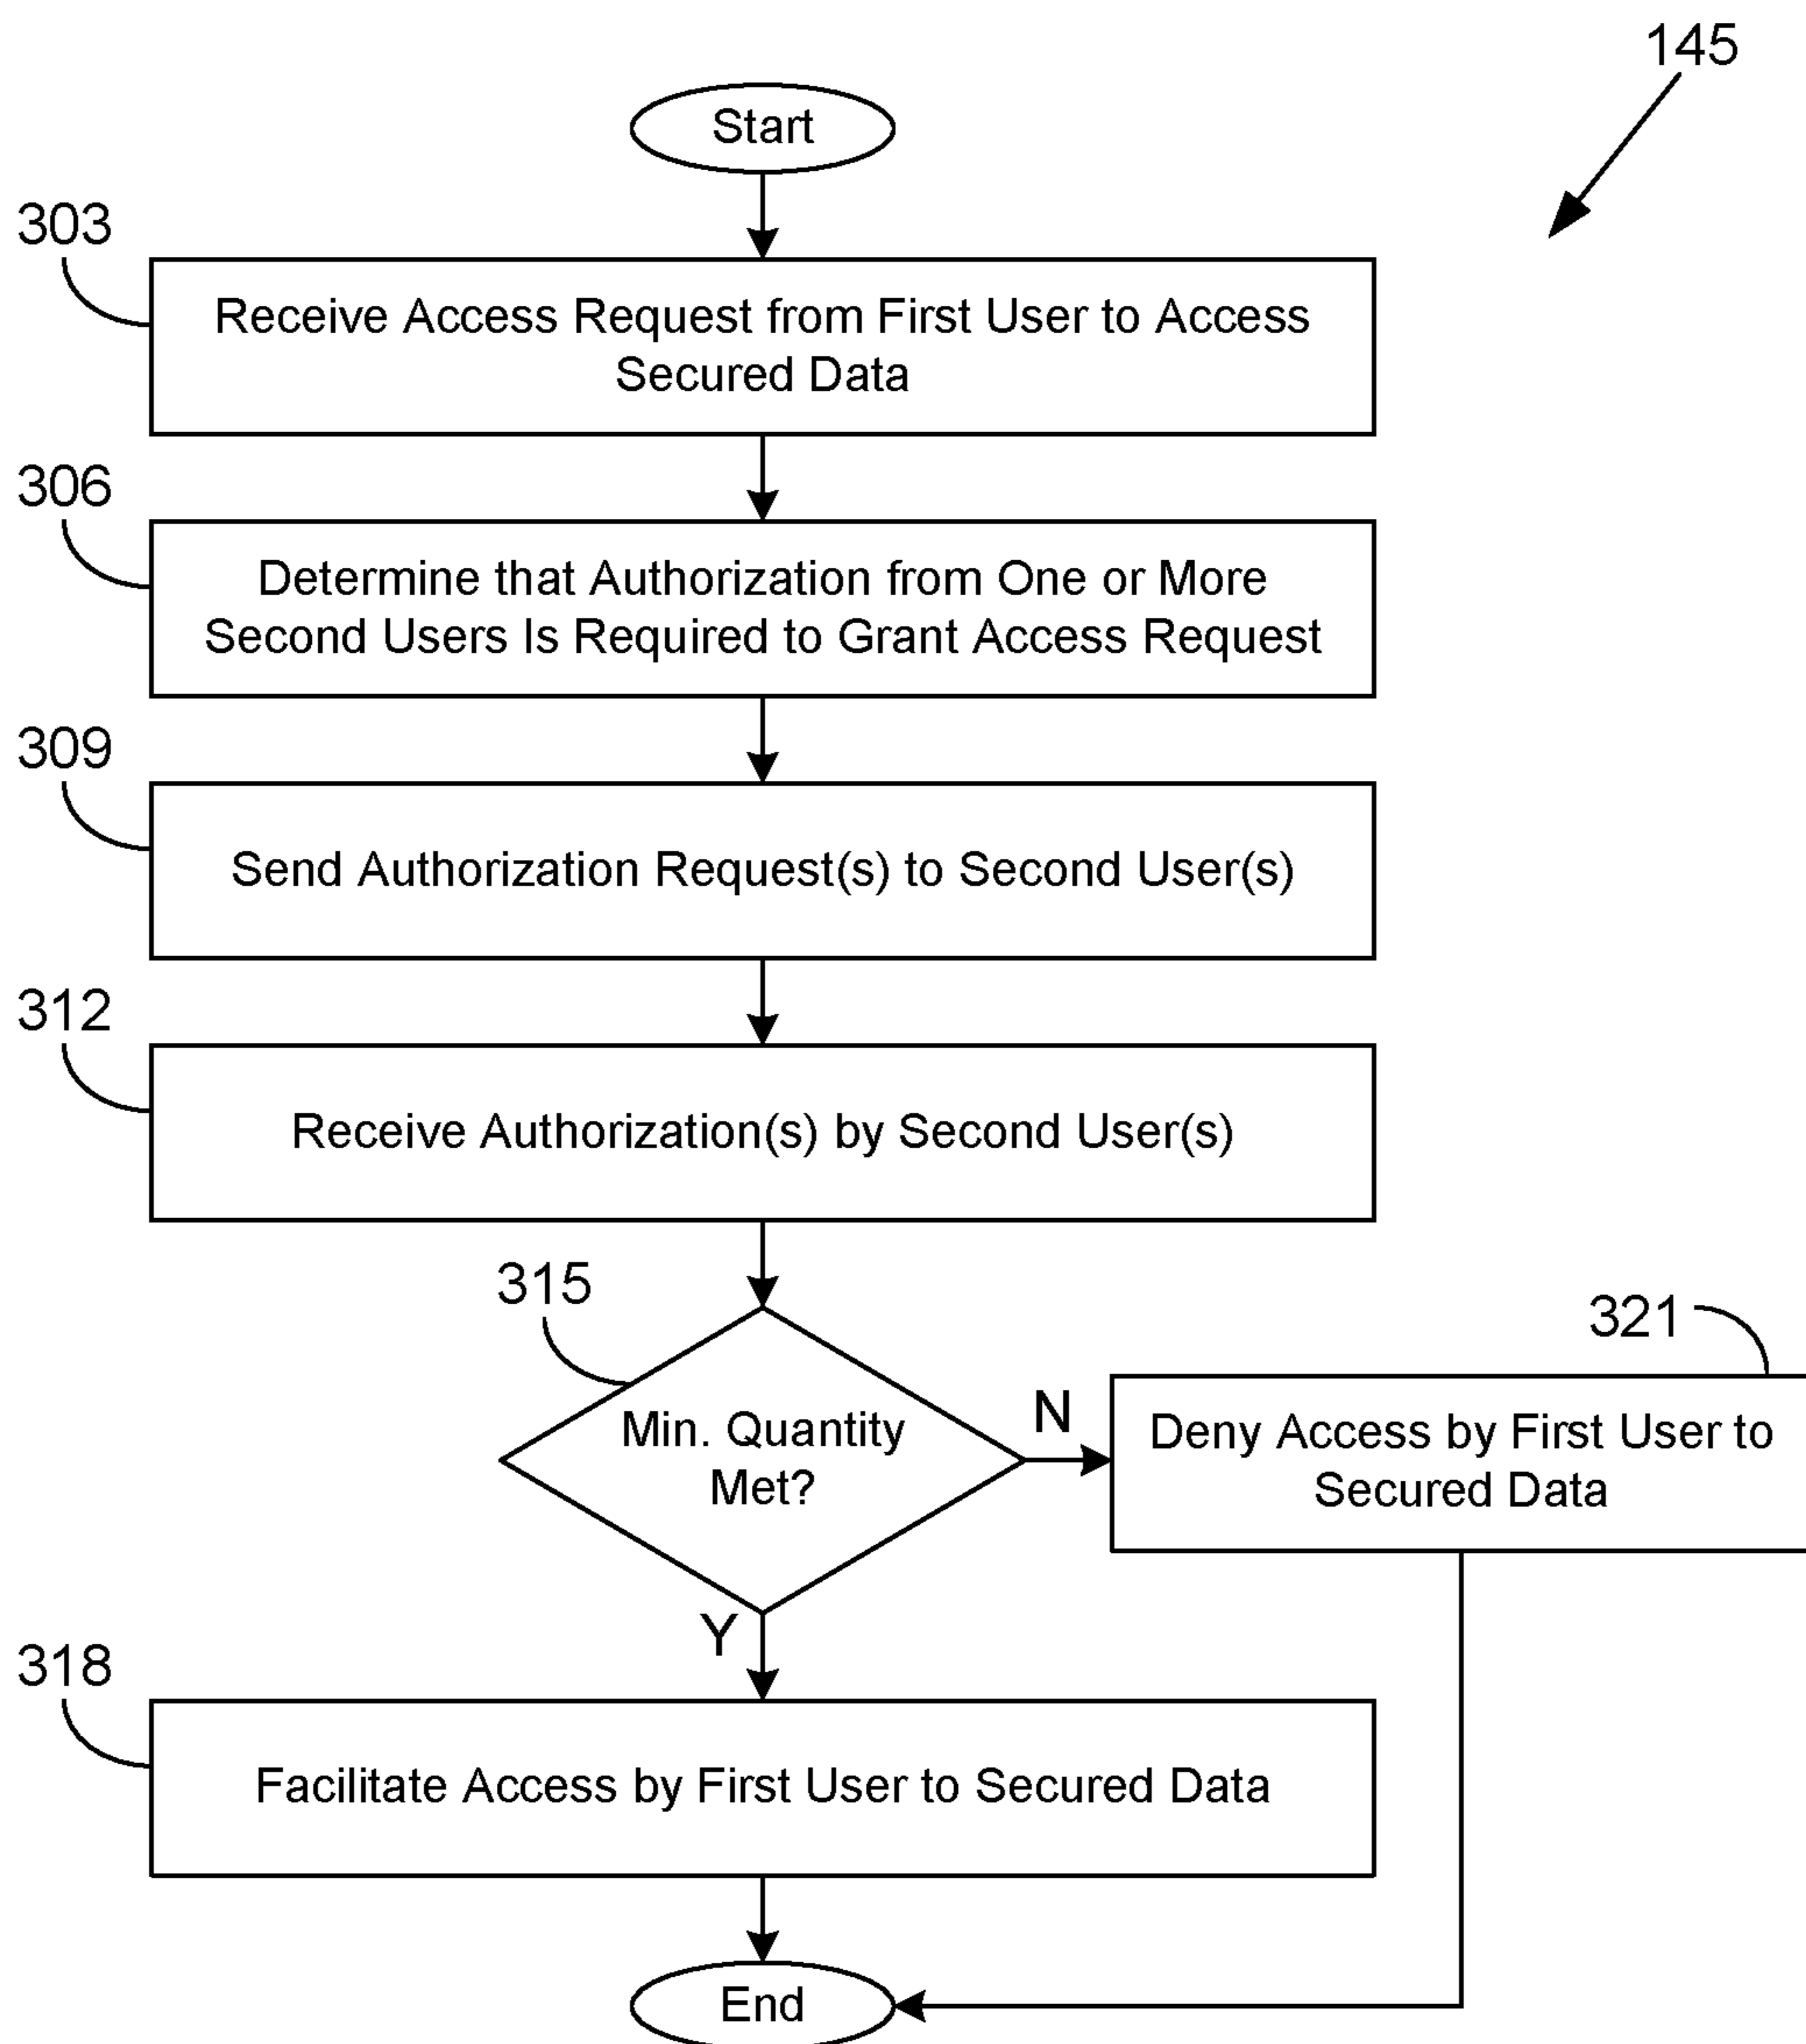 145
Start
303
Receive Access Request from First User to Access
Secured Data
306
Determine that Authorization from One or More
Second Users Is Required to Grant Access Request
309
Send Authorization Request(s) to Second User(s)
312
Receive Authorization(s) by Second User(s)
315
Min. Quantity
Met?
N
321
Deny Access by First User to
Secured Data
Y
318
Facilitate Access by First User to Secured Data
End